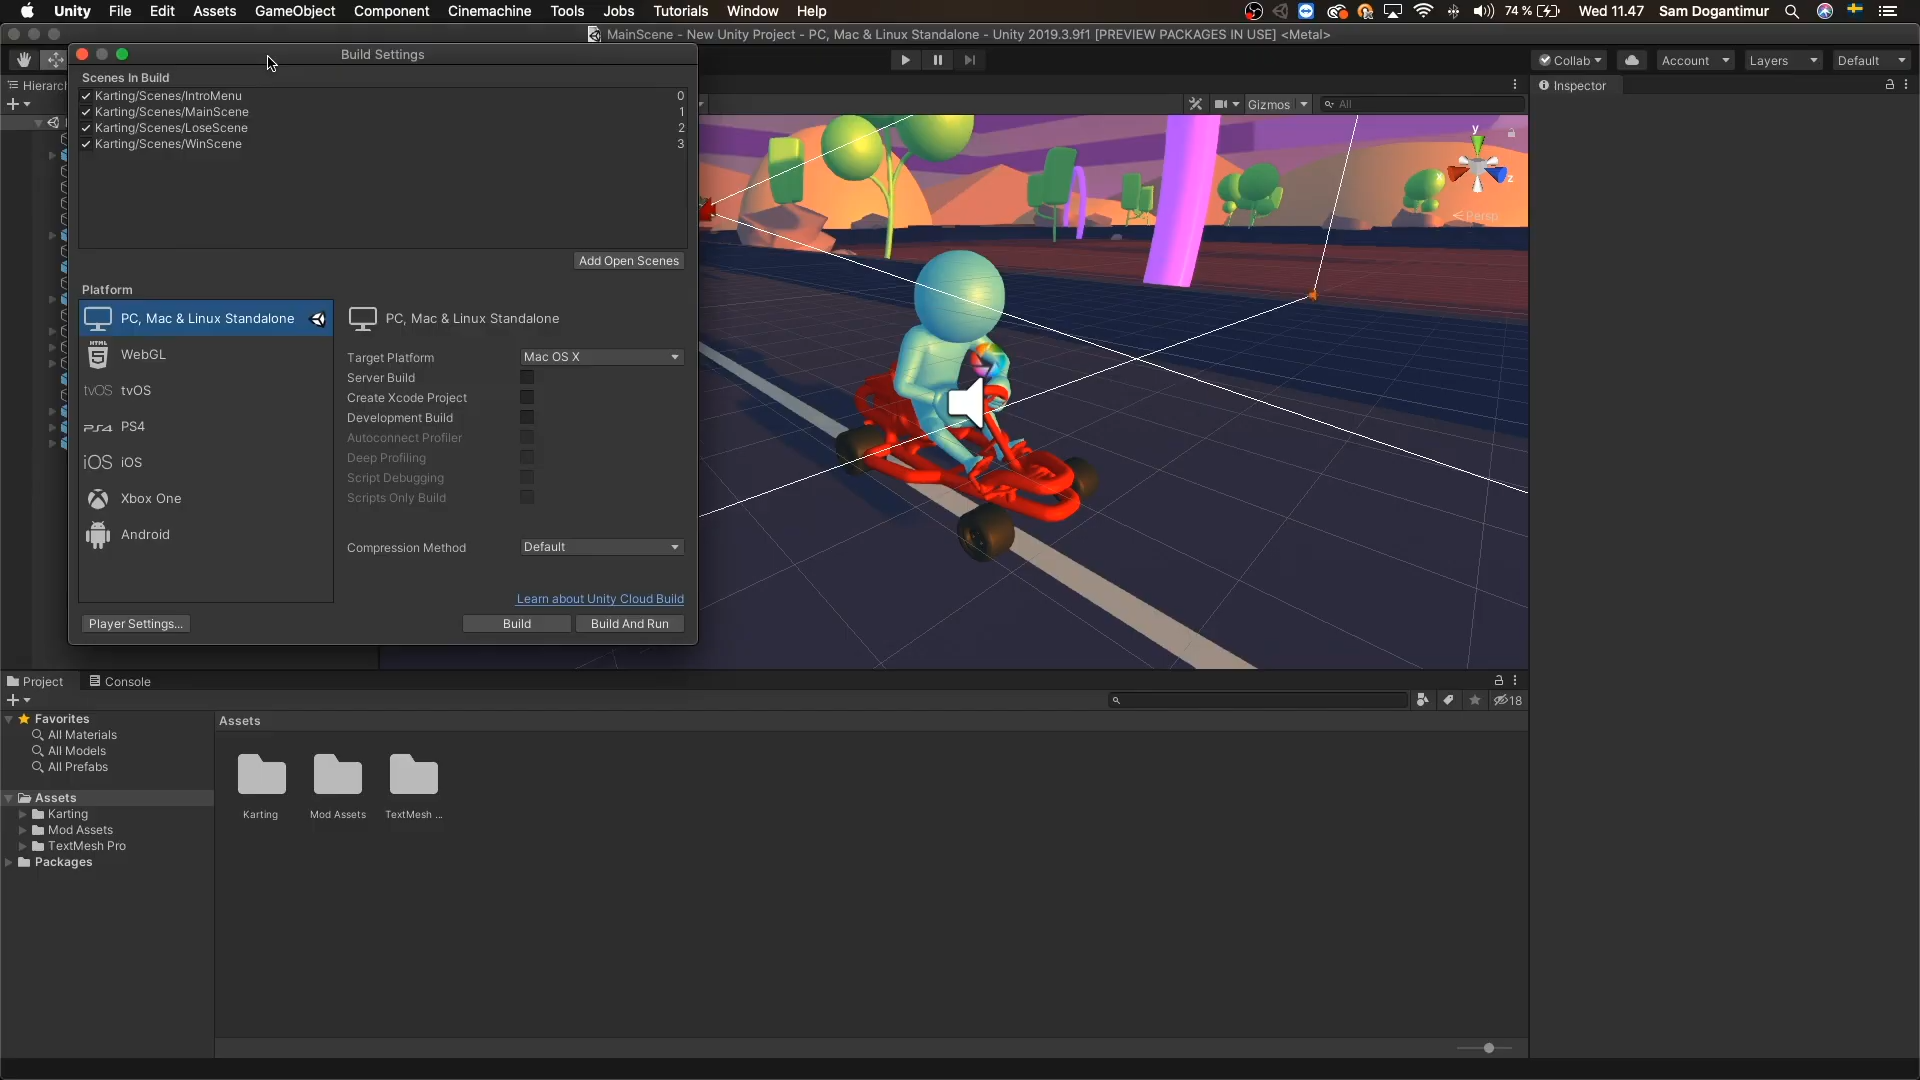 Unity File Edit Assets GameObject Component Cinemachine Tools Jobs Tutorials Window Help
74 % Wed 11.47 Sam Dogantimur
MainScene - New Unity Project - PC, Mac & Linux Standalone - Unity 2019.3.9f1 [PREVIEW PACKAGES IN USE] <Metal>
Build Settings
Collab Account Layers Default
Scenes In Build
Hierarch
Inspector
Karting/Scenes/IntroMenu 0
Karting/Scenes/MainScene 1
Karting/Scenes/LoseScene 2
Karting/Scenes/WinScene 3
Gizmos All
y
z
Persp
Add Open Scenes
Platform
PC, Mac & Linux Standalone
HTML
5
WebGL
tvOS tvOS
PS4 PS4
iOS iOS
Xbox One
Android
PC, Mac & Linux Standalone
Target Platform Mac OS X
Server Build
Create Xcode Project
Development Build
Autoconnect Profiler
Deep Profiling
Script Debugging
Scripts Only Build
Compression Method Default
Learn about Unity Cloud Build
Player Settings... Build Build And Run
Project Console
18
Favorites
All Materials
All Models
All Prefabs
Assets
Karting
Mod Assets
TextMesh Pro
Packages
Assets
Karting Mod Assets TextMesh ...